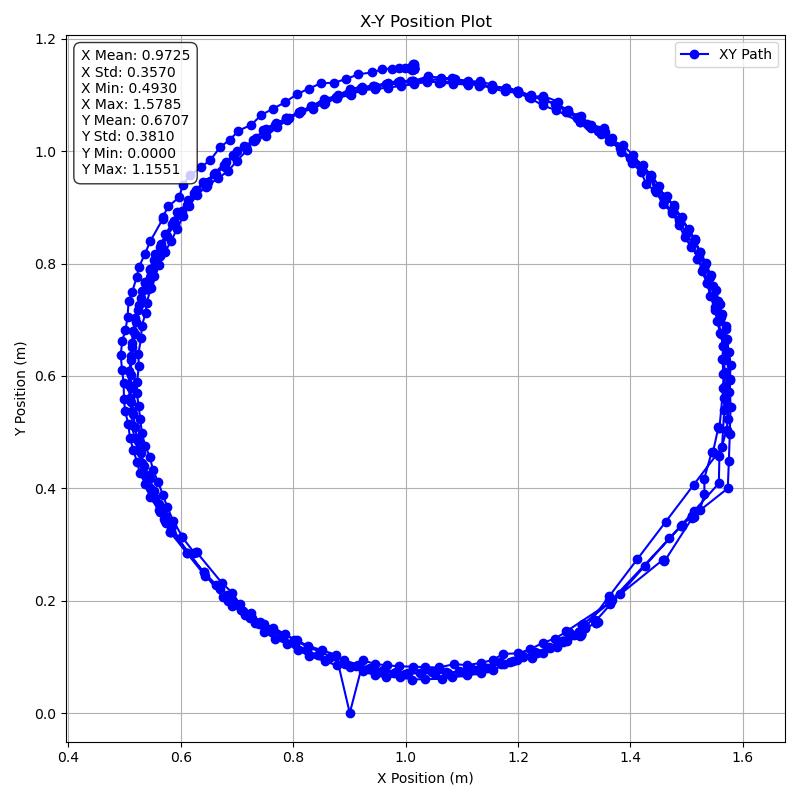 X-Y Position Plot
X Mean: 0.9725
X Std: 0.3570
X Min: 0.4930
X Max: 1.5785
Y Mean: 0.6707
Y Std: 0.3810
Y Min: 0.0000
Y Max: 1.1551
XY Path
Y Position (m)
1.2
1.0
0.8
0.6
0.4
0.2
0.0
0.4 0.6 0.8 1.0 1.2 1.4 1.6
X Position (m)